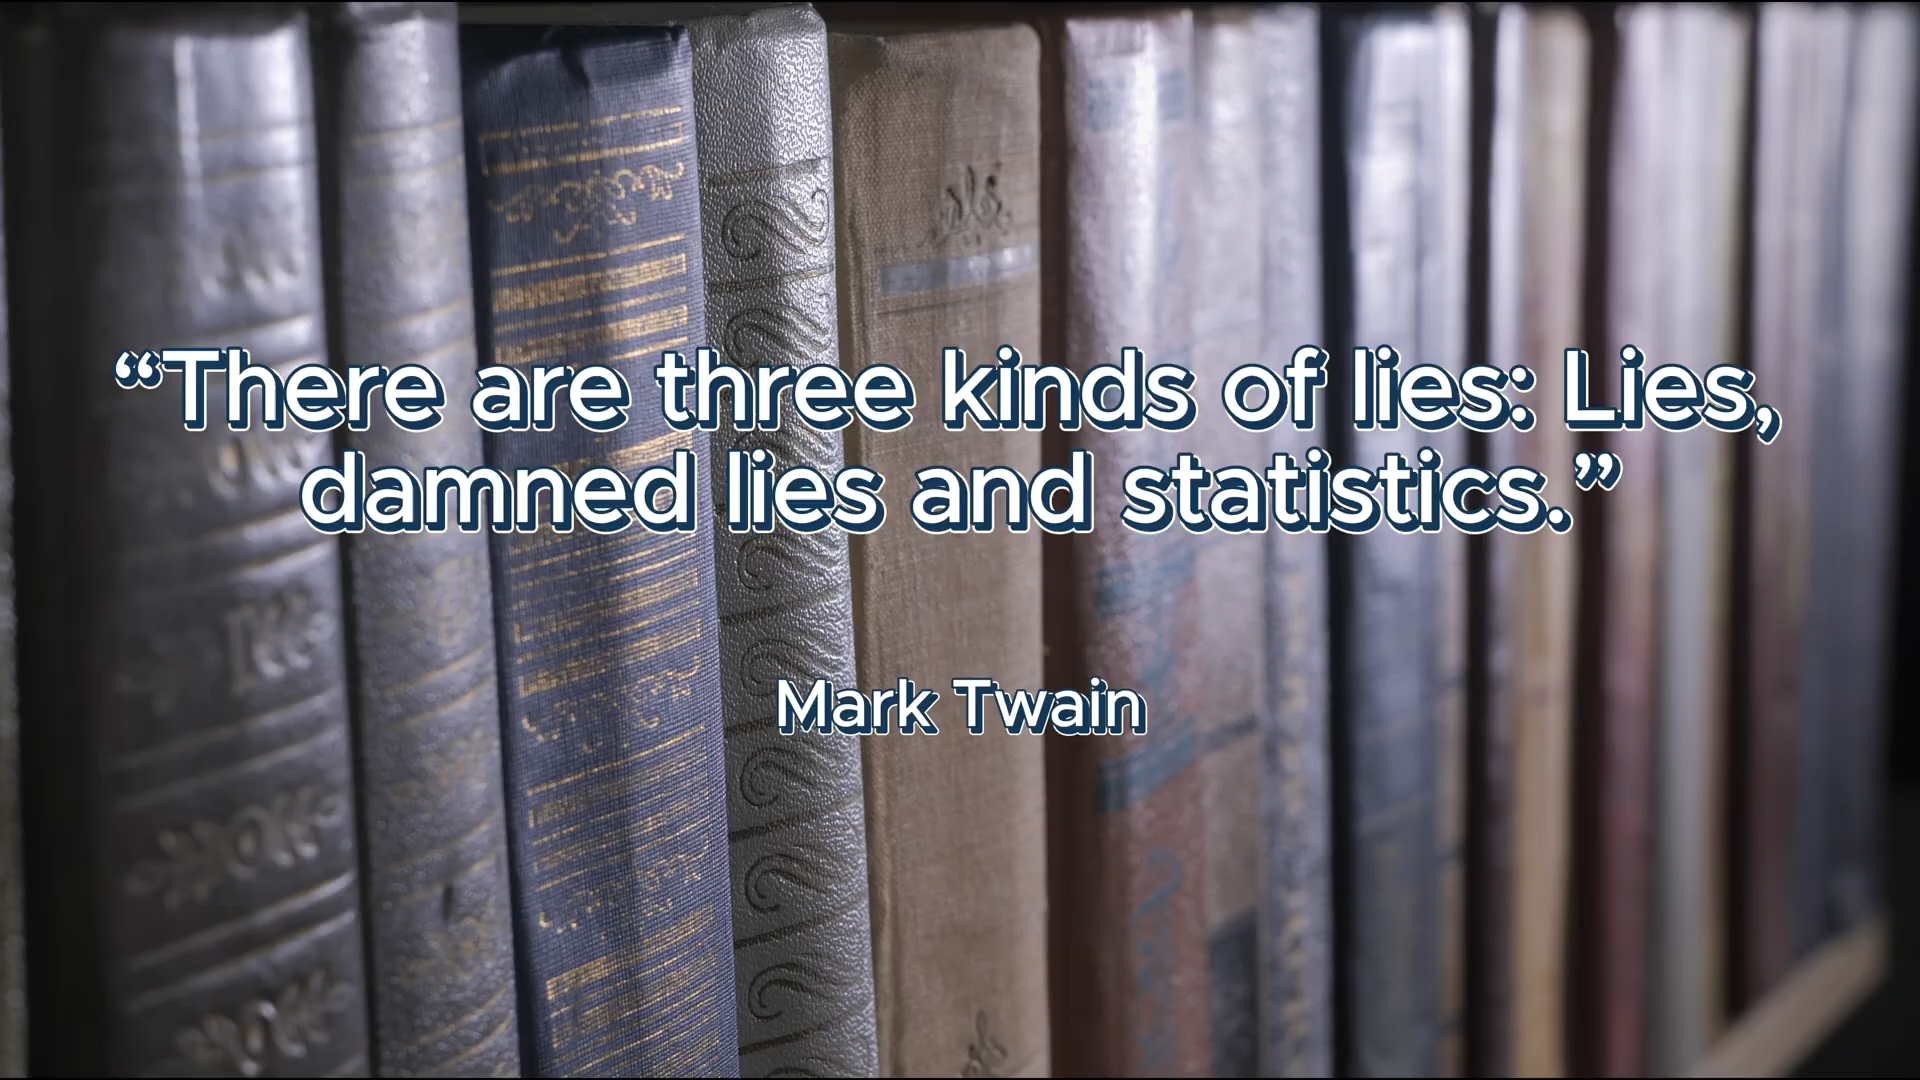 “There are three kinds of lies: Lies,
damned lies and statistics.”
Mark Twain